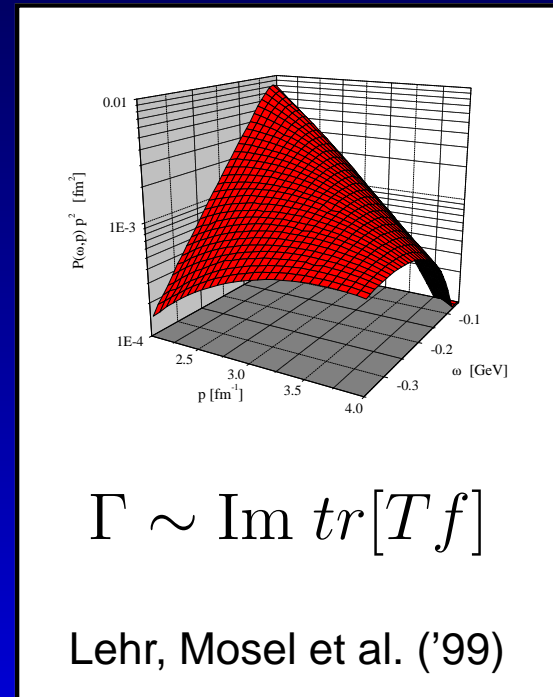 0.01
1E-3
1E-4
P(ω,p) p² [fm²]
2.5
3.0
3.5
4.0
p [fm⁻¹]
-0.1
-0.2
-0.3
ω [GeV]
Γ ∼ Im tr[Tf]
Lehr, Mosel et al. (’99)